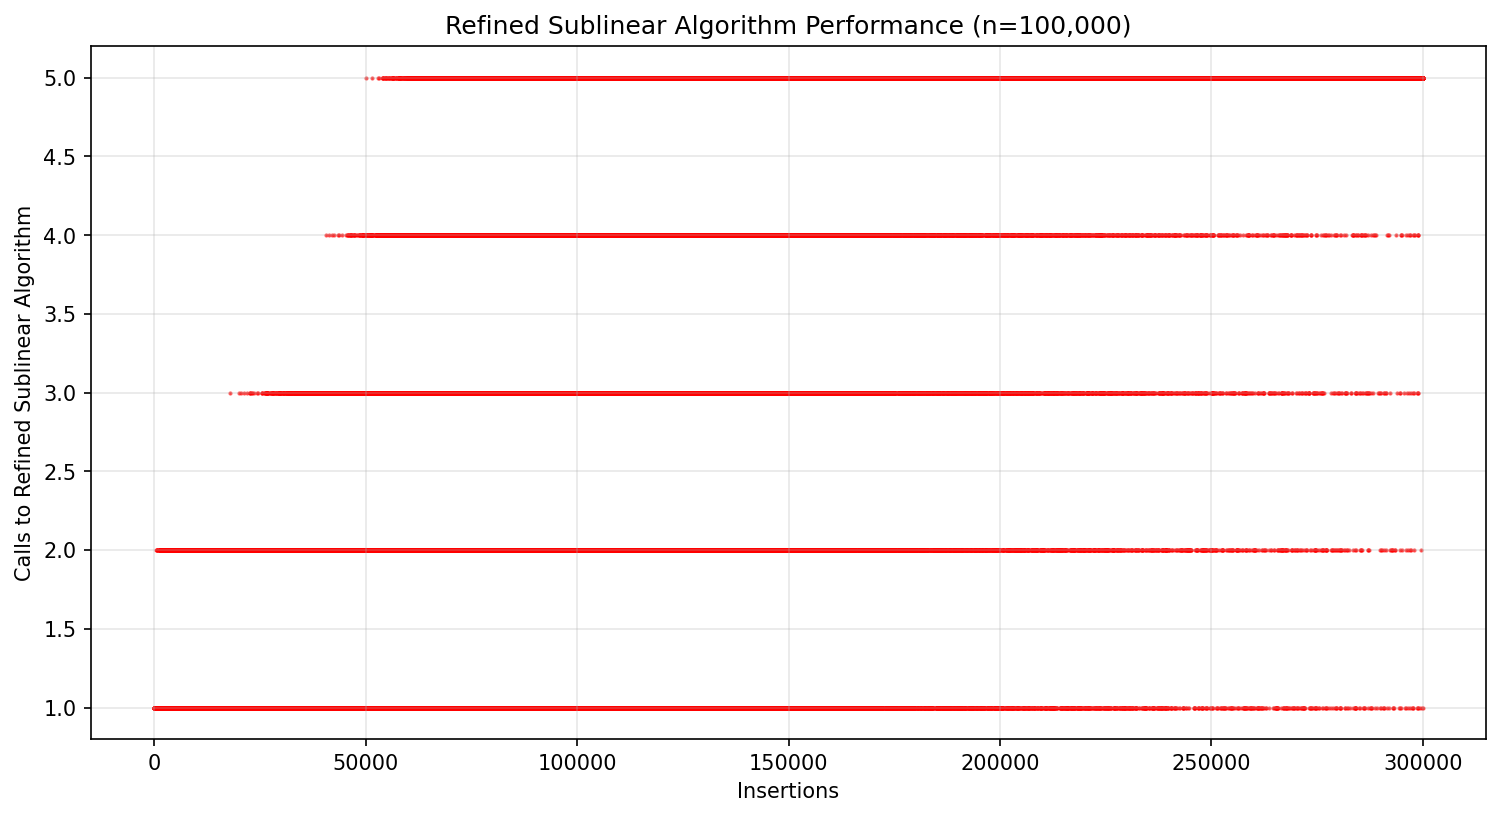 Refined Sublinear Algorithm Performance (n=100,000)
Calls to Refined Sublinear Algorithm
5.0
4.5
4.0
3.5
3.0
2.5
2.0
1.5
1.0
0 50000 100000 150000 200000 250000 300000
Insertions